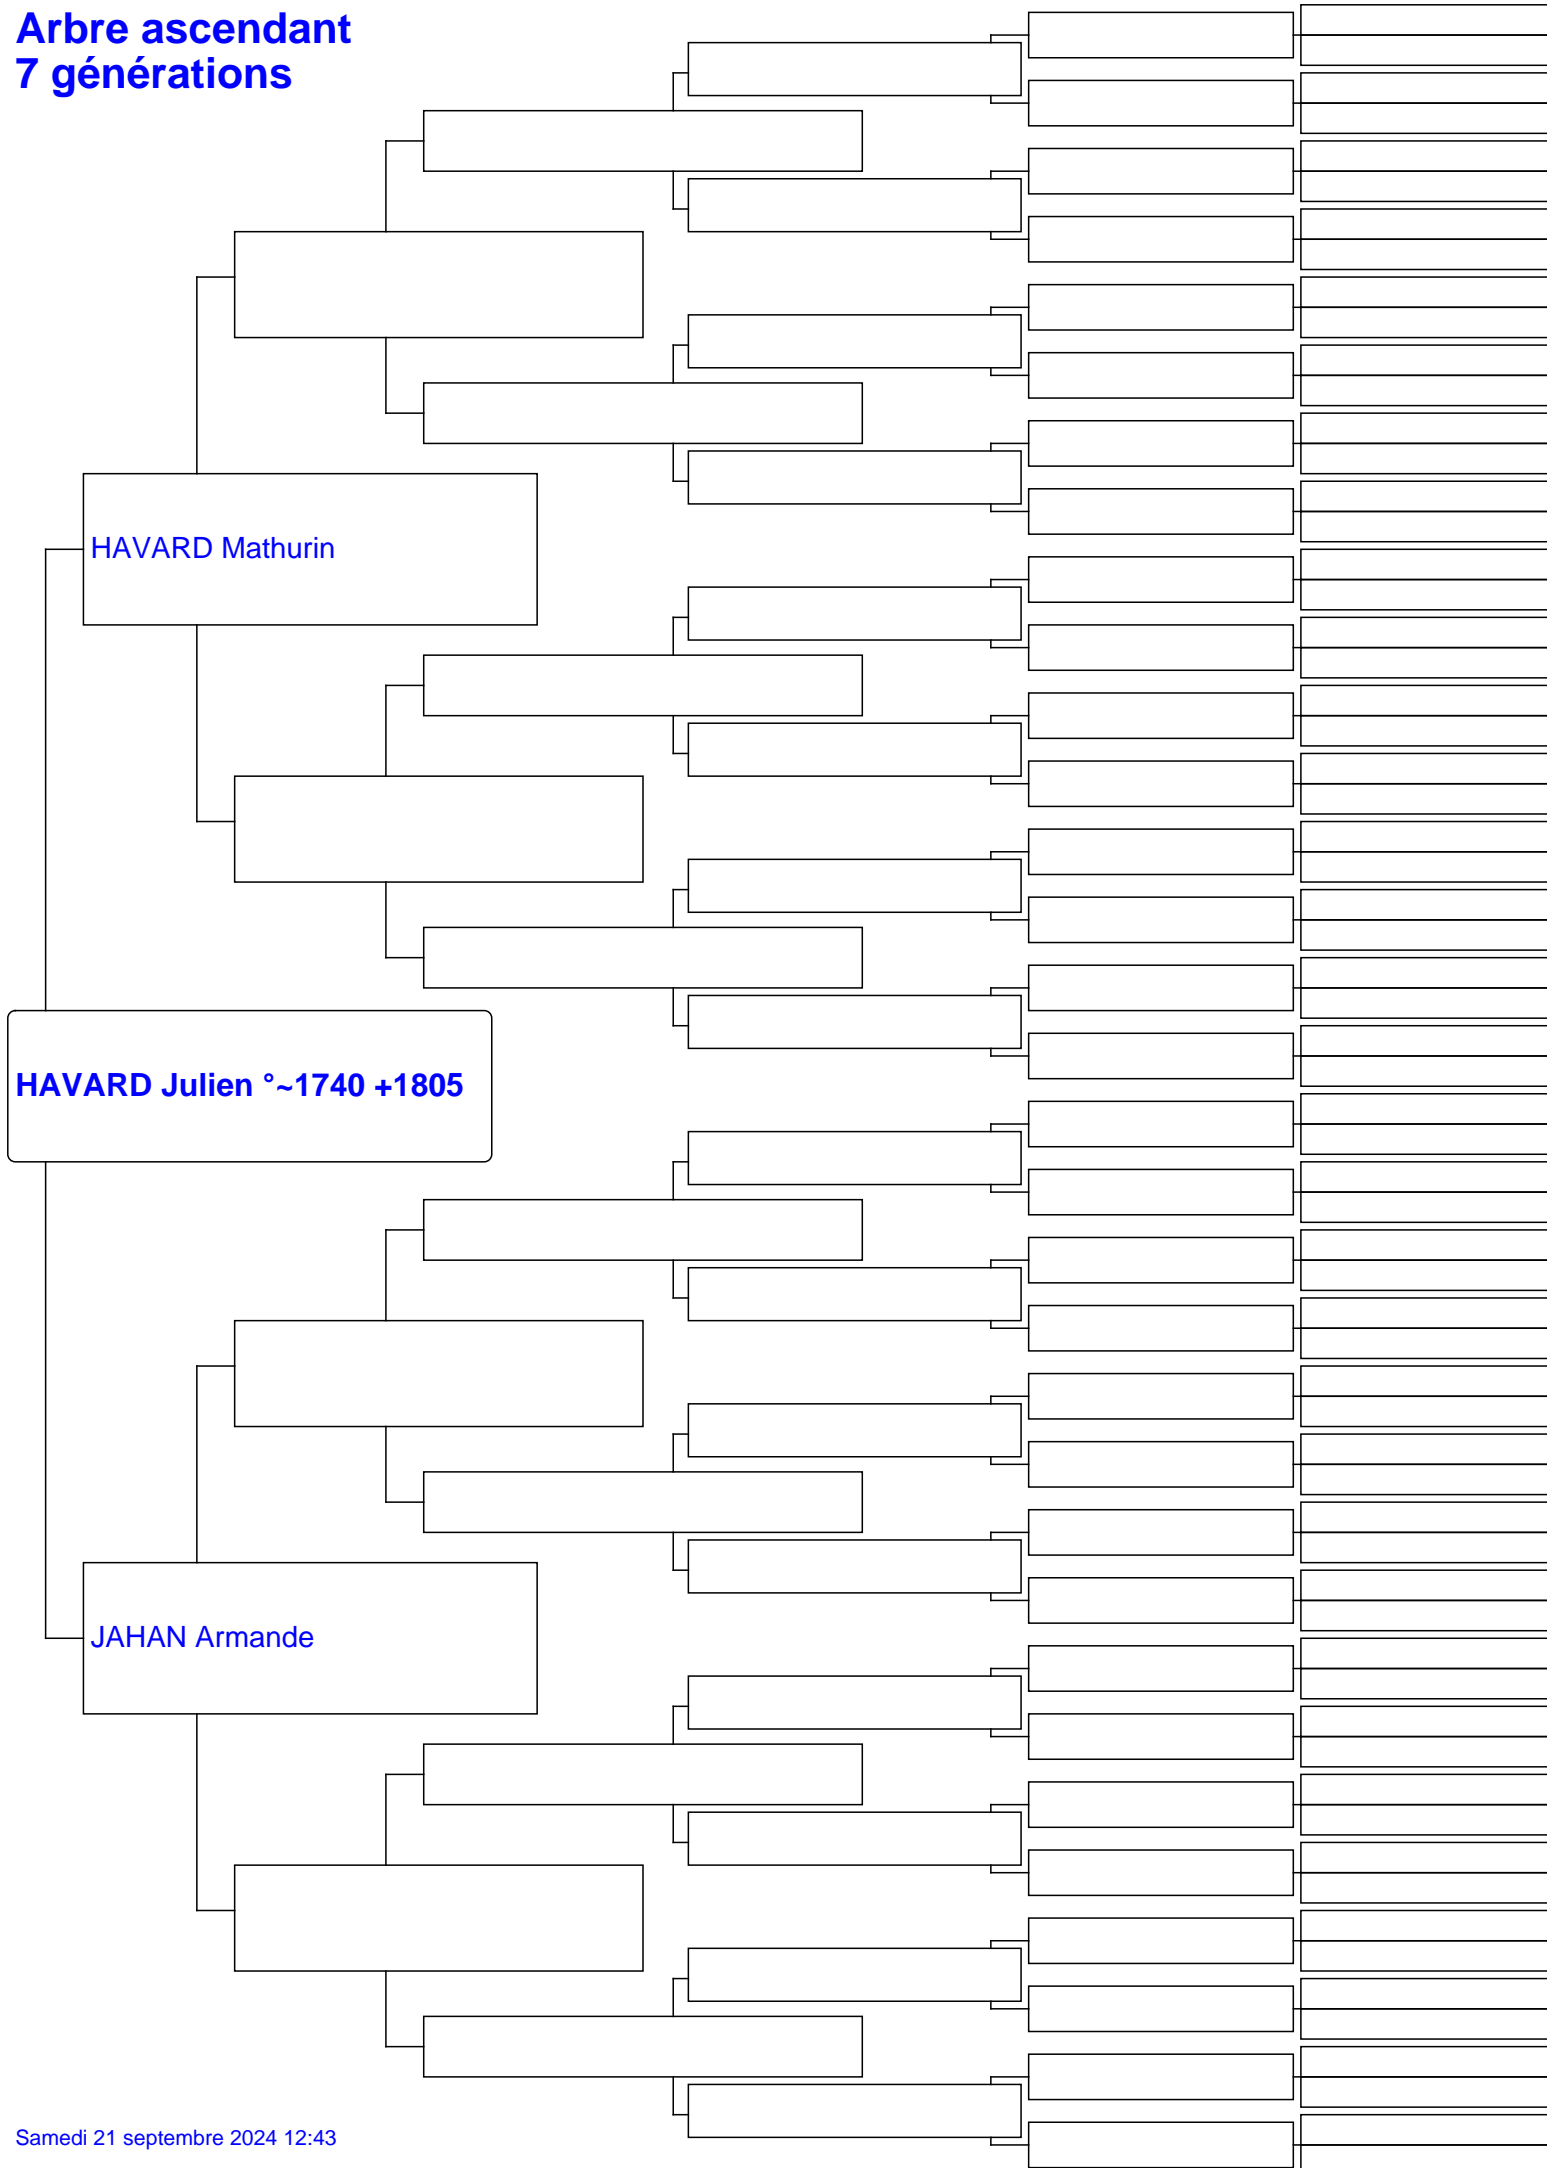 Arbre ascendant
7 générations
HAVARD Mathurin
HAVARD Julien °~1740 +1805
JAHAN Armande
Samedi 21 septembre 2024 12:43